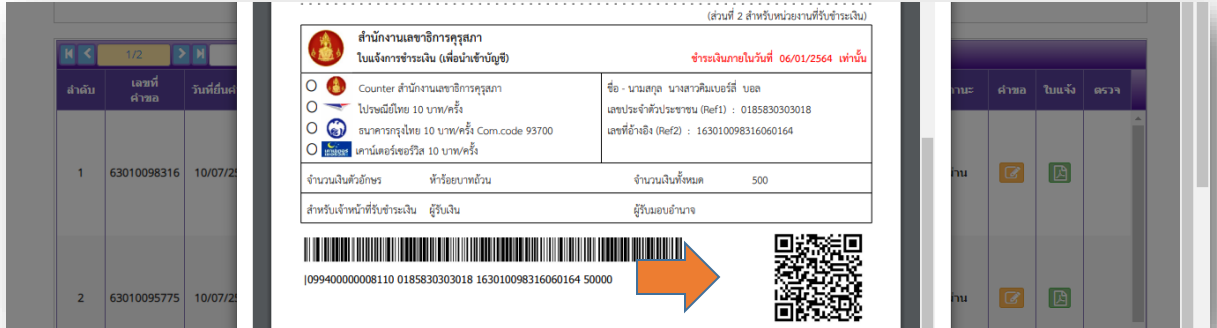 (ส่วนที่ 2 สำหรับหน่วยงานที่รับชำระเงิน)
สำนักงานเลขาธิการคุรุสภา
ใบแจ้งการชำระเงิน (เพื่อนำเข้าบัญชี)
ชำระเงินภายในวันที่ 06/01/2564 เท่านั้น
Counter สำนักงานเลขาธิการคุรุสภา
ไปรษณีย์ไทย 10 บาท/ครั้ง
ธนาคารกรุงไทย 10 บาท/ครั้ง Com.code 93700
เคาน์เตอร์เซอร์วิส 10 บาท/ครั้ง
ชื่อ - นามสกุล นางสาวคิมเบอร์ลี่ บอล
เลขประจำตัวประชาชน (Ref1) : 0185830303018
เลขที่อ้างอิง (Ref2) : 163010098316060164
จำนวนเงินตัวอักษร ห้าร้อยบาทถ้วน จำนวนเงินทั้งหมด 500
สำหรับเจ้าหน้าที่รับชำระเงิน ผู้รับเงิน ผู้รับมอบอำนาจ
|099400000008110 0185830303018 163010098316060164 50000
1/2
ลำดับ เลขที่คำขอ คำขอ ใบแจ้ง
1 63010098316 10/07/25
2 63010095775 10/07/25